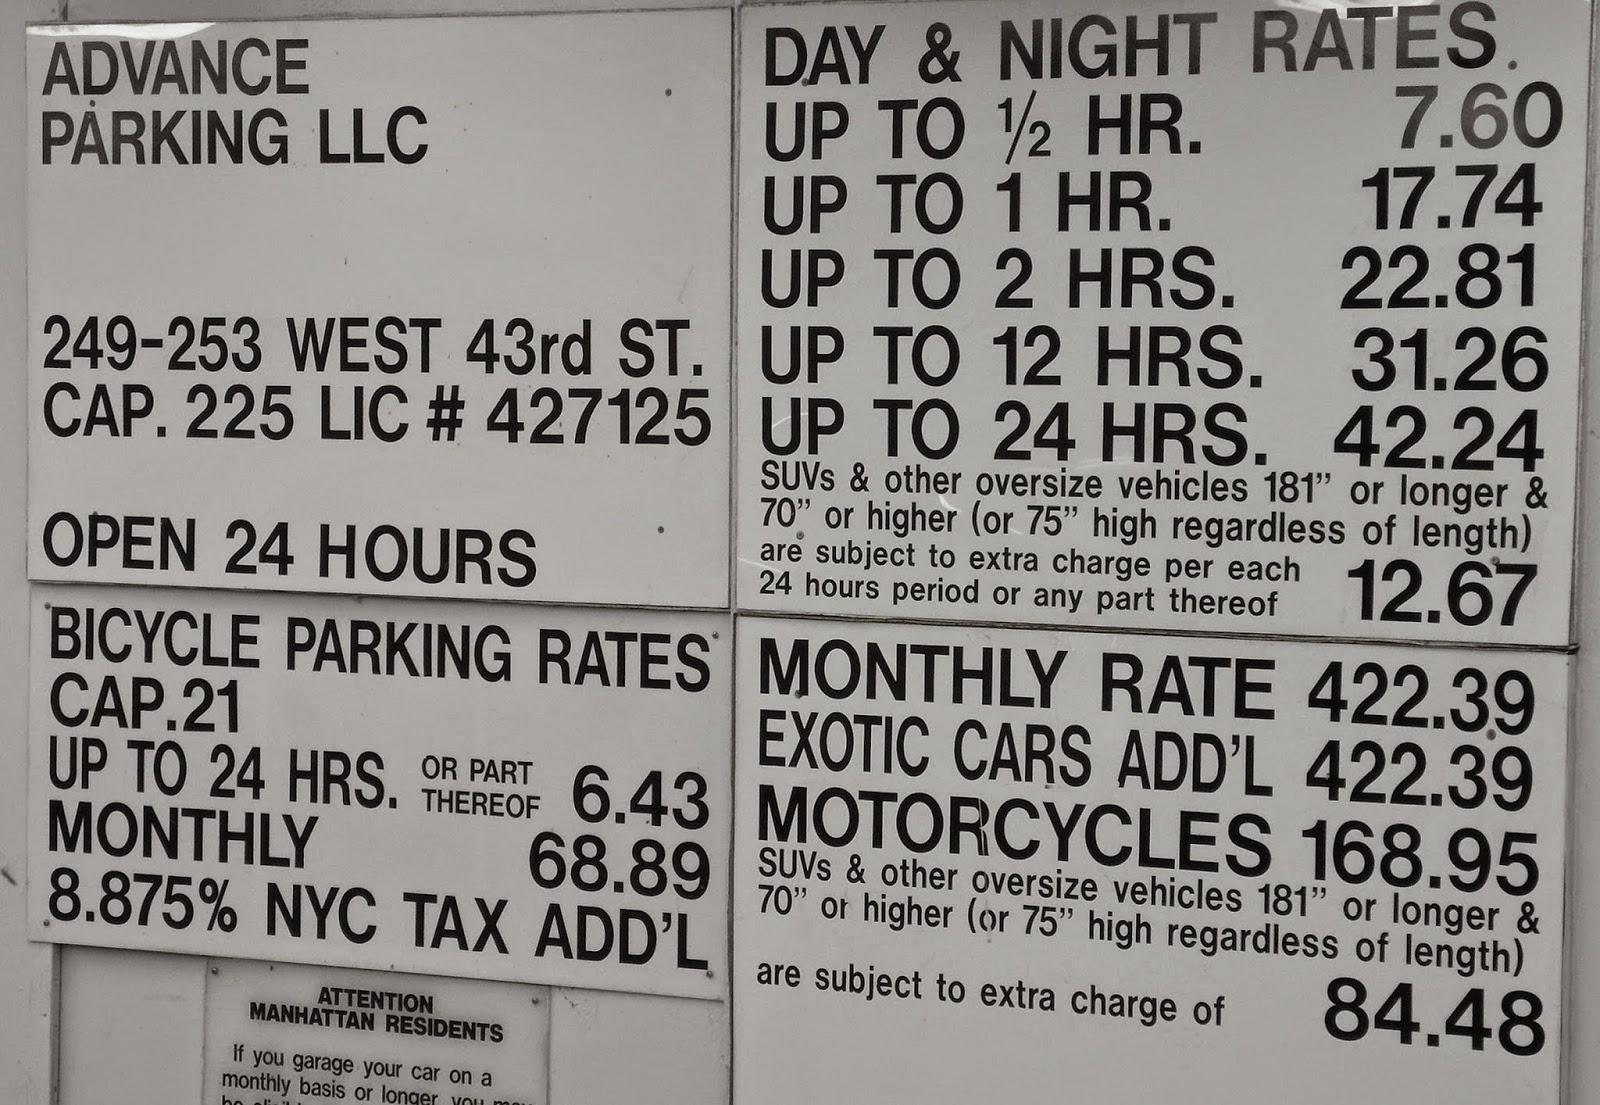 ADVANCE
PARKING LLC
249-253 WEST 43rd ST.
CAP. 225 LIC # 427125
OPEN 24 HOURS
BICYCLE PARKING RATES
CAP.21
UP TO 24 HRS. OR PART THEREOF 6.43
MONTHLY 68.89
8.875% NYC TAX ADD'L
ATTENTION
MANHATTAN RESIDENTS
If you garage your car on a
monthly basis or longer, you
DAY & NIGHT RATES.
UP TO ½ HR. 7.60
UP TO 1 HR. 17.74
UP TO 2 HRS. 22.81
UP TO 12 HRS. 31.26
UP TO 24 HRS. 42.24
SUVs & other oversize vehicles 181” or longer &
70” or higher (or 75” high regardless of length)
are subject to extra charge per each
24 hours period or any part thereof 12.67
MONTHLY RATE 422.39
EXOTIC CARS ADD'L 422.39
MOTORCYCLES 168.95
SUVs & other oversize vehicles 181” or longer &
70” or higher (or 75” high regardless of length)
are subject to extra charge of 84.48